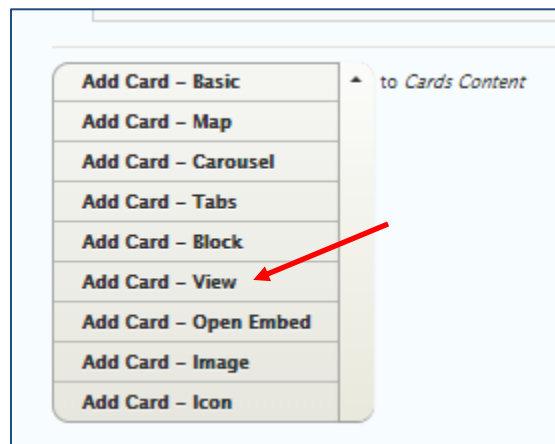 Add Card – Basic to Cards Content
Add Card – Map
Add Card – Carousel
Add Card – Tabs
Add Card – Block
Add Card – View
Add Card – Open Embed
Add Card – Image
Add Card – Icon